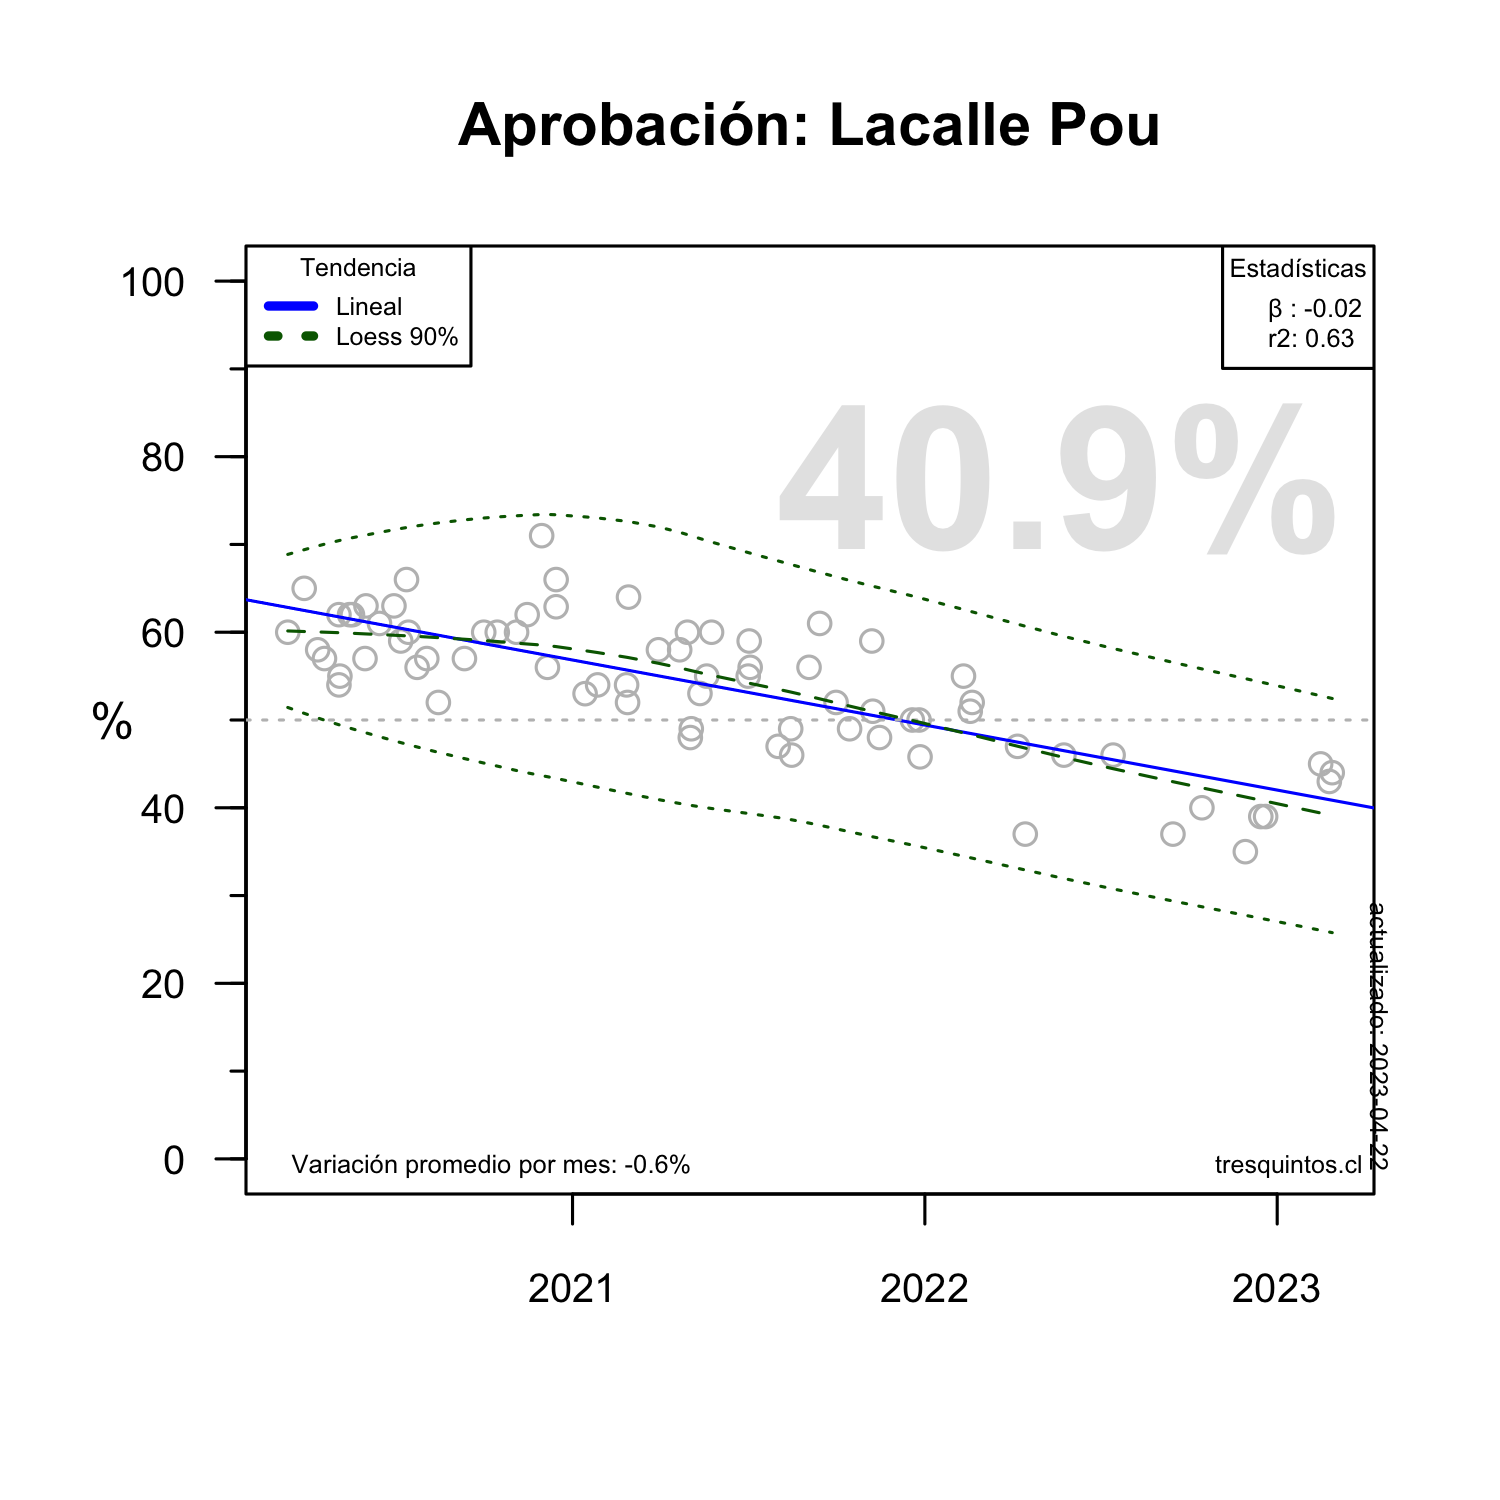 Aprobación: Lacalle Pou
Tendencia
Lineal
Loess 90%
Estadísticas
β : -0.02
r2: 0.63
40.9%
100
80
60
%
40
20
0
Variación promedio por mes: -0.6%
tresquintos.cl
actualizado: 2023-04-22
2021
2022
2023